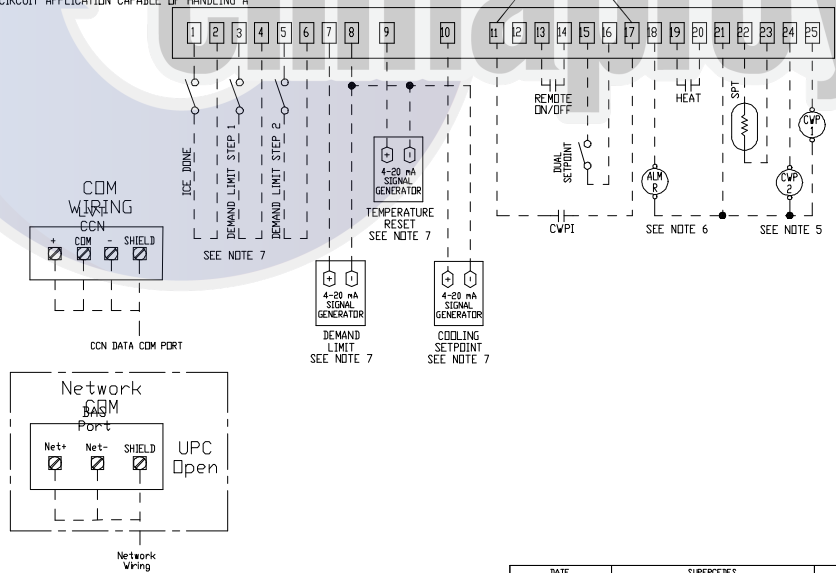 CIRCUIT APPLICATION CAPABLE OF HANDLING A
1 2 3 4 5 6 7 8 9 10 11 12 13 14 15 16 17 18 19 20 21 22 23 24 25
ICE DONE
DEMAND LIMIT STEP 1
DEMAND LIMIT STEP 2
SEE NOTE 7
+ -
4-20 mA
SIGNAL
GENERATOR
TEMPERATURE
RESET
SEE NOTE 7
+ -
4-20 mA
SIGNAL
GENERATOR
DEMAND
LIMIT
SEE NOTE 7
+ -
4-20 mA
SIGNAL
GENERATOR
COOLING
SETPOINT
SEE NOTE 7
REMOTE
ON/OFF
DUAL
SETPOINT
CWPI
ALM
R
HEAT
SPT
CWP
1
CWP
2
SEE NOTE 6
SEE NOTE 5
COM
WIRING
LVT
CCN
+ COM - SHIELD
CCN DATA COM PORT
Network
COM
BAS
Port
Net+ Net- SHIELD
UPC
Open
Network
Wiring
DATE SUPERCEDES